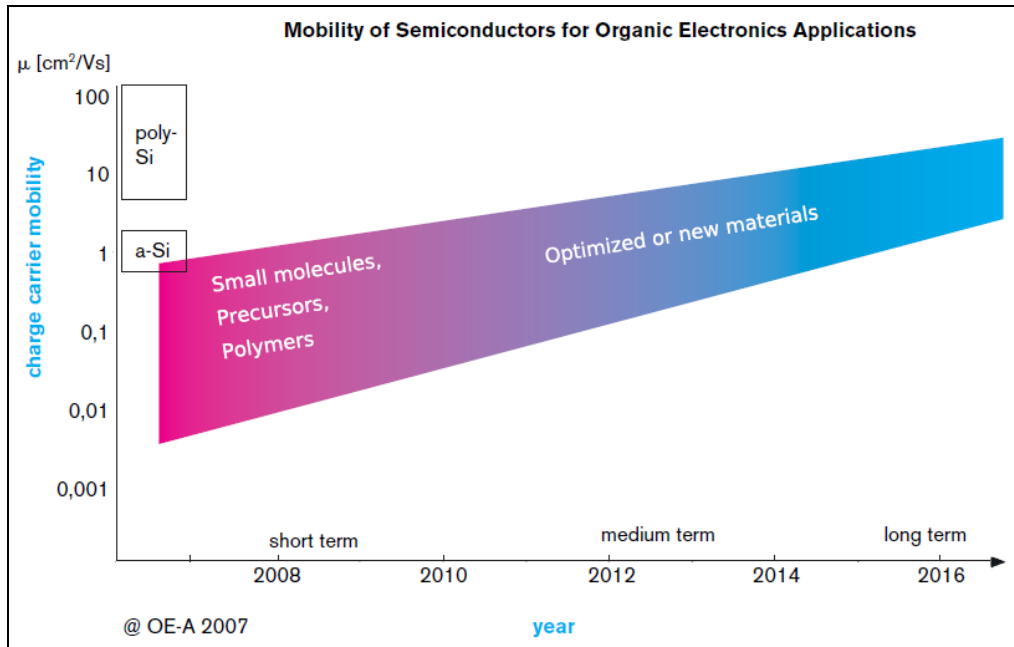 Mobility of Semiconductors for Organic Electronics Applications
μ [cm²/Vs]
100
poly-
Si
10
a-Si
1
Small molecules,
Precursors,
Polymers
Optimized or new materials
0,1
0,01
0,001
charge carrier mobility
short term
medium term
long term
2008
2010
2012
2014
2016
@ OE-A 2007
year